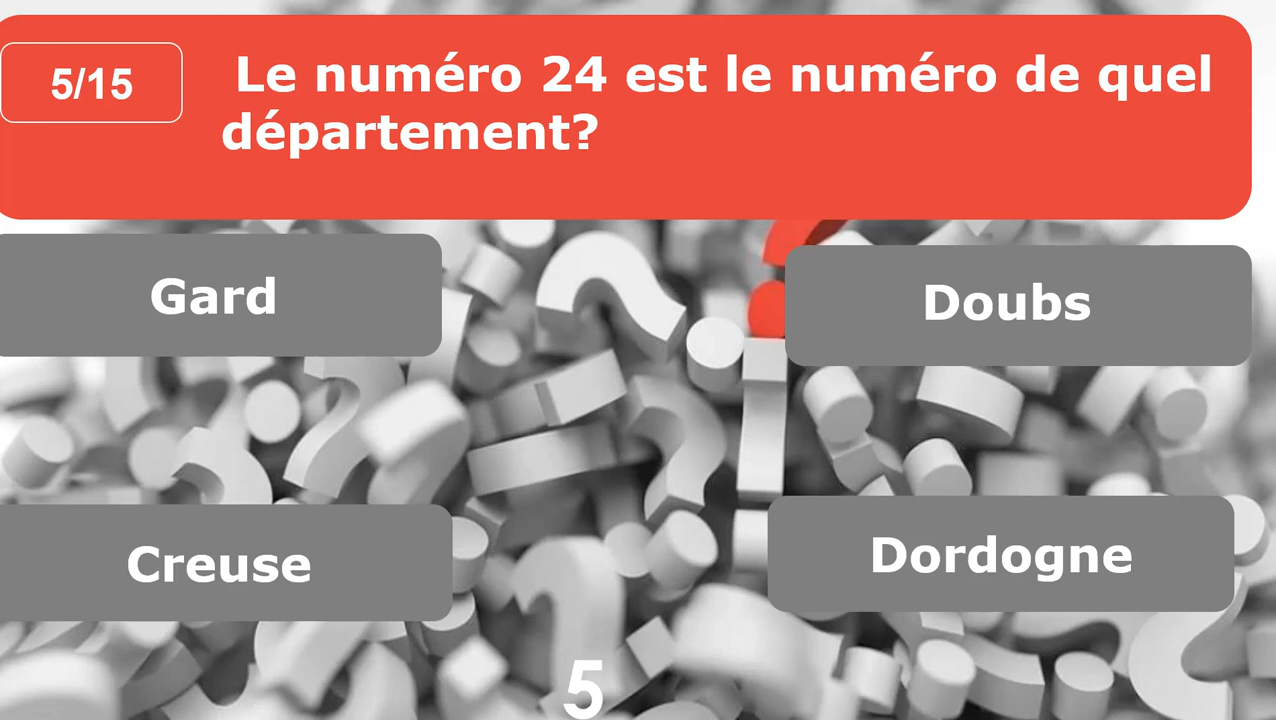 5/15
Le numéro 24 est le numéro de quel
département?
Gard
Doubs
Creuse
Dordogne
5